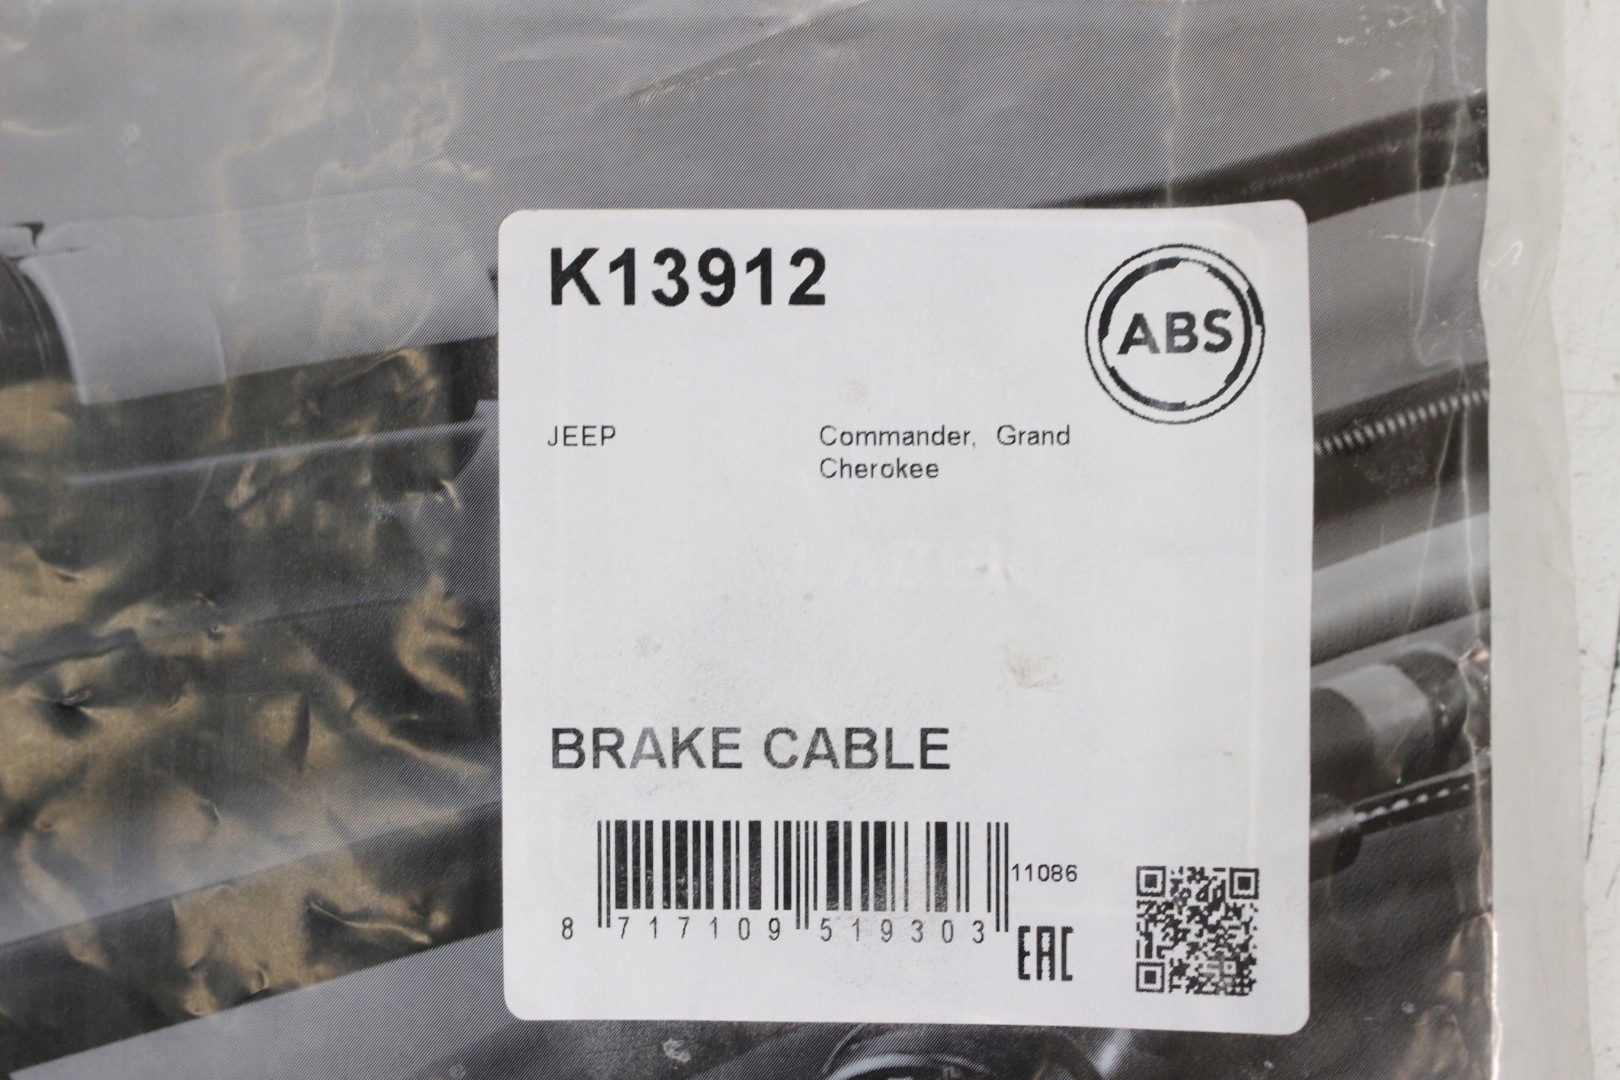 K13912
ABS
JEEP Commander, Grand
Cherokee
BRAKE CABLE
11086
8 717109 519303
EAC